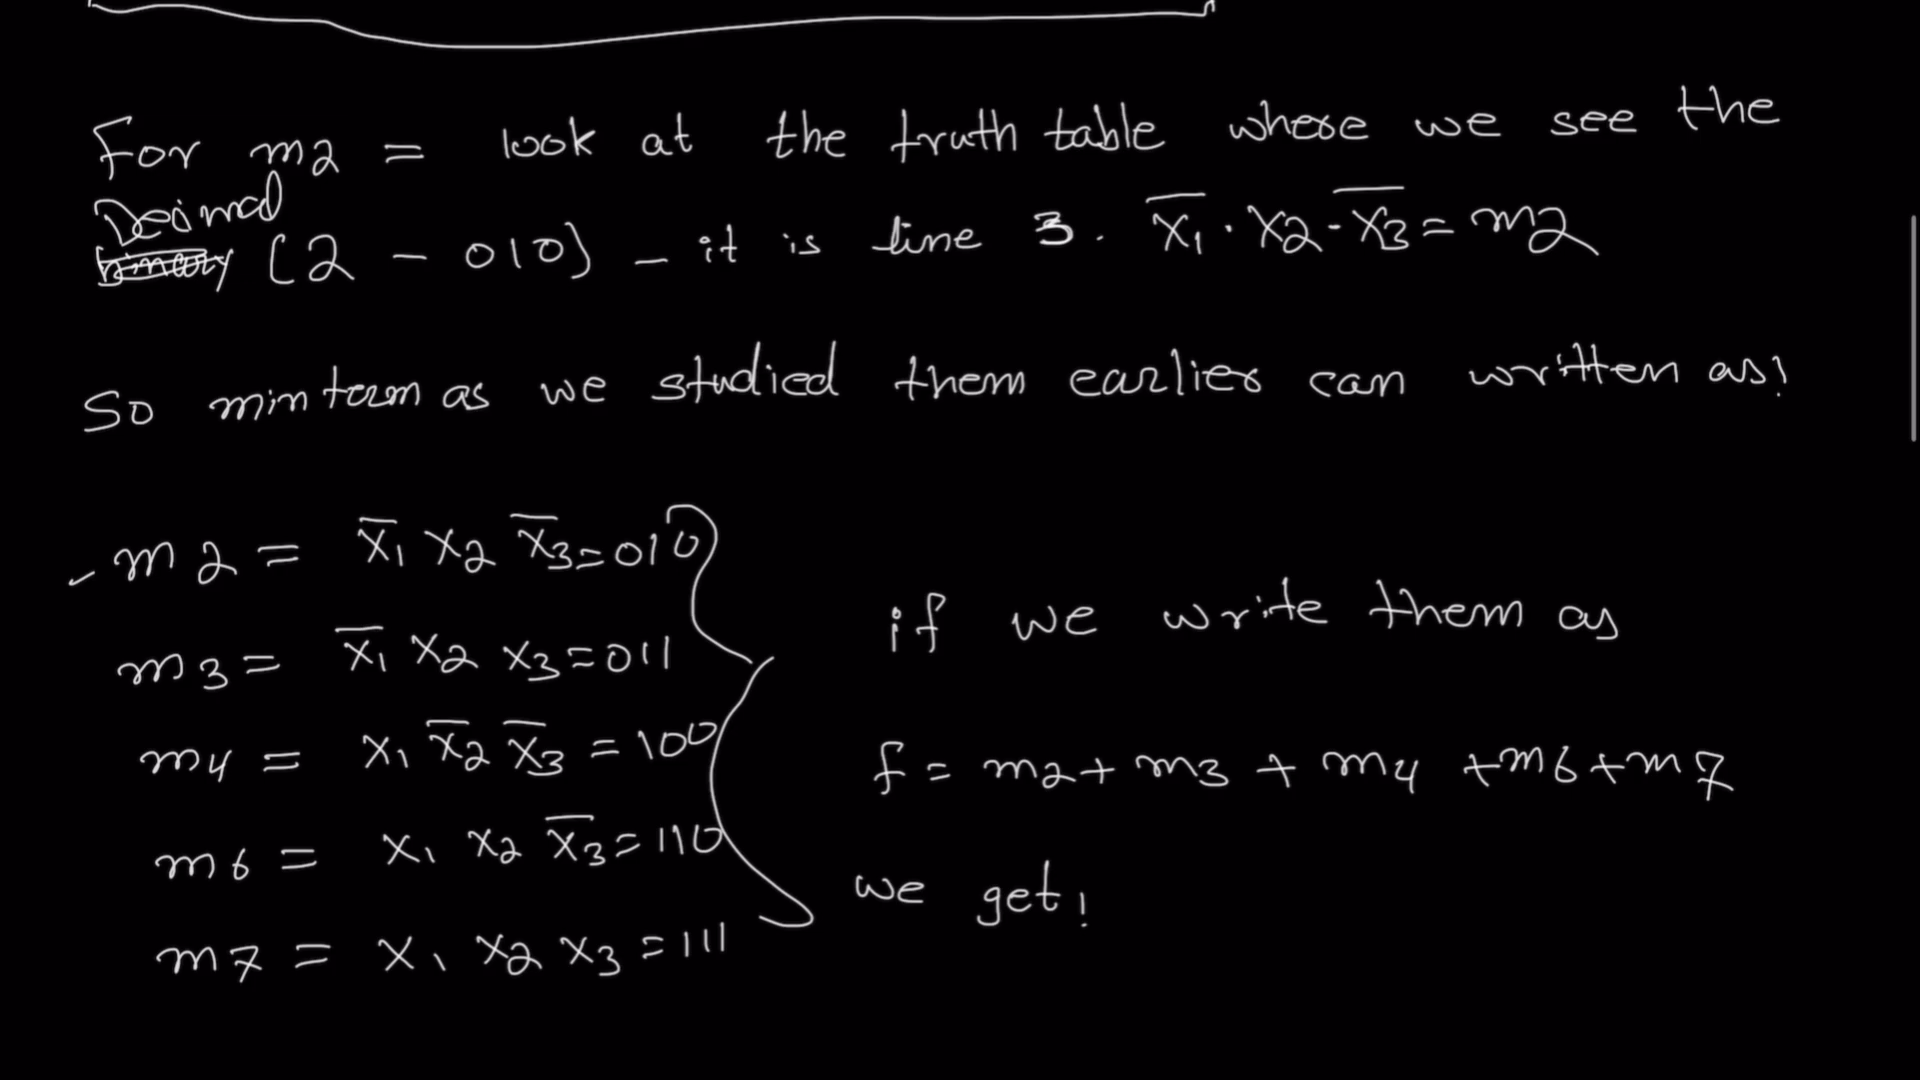 For m2 = look at the truth table where we see the
Decimal
(2 - 010) - it is line 3. x̅1 · x2 - x̅3 = m2
So minterm as we studied them earlier can written as!
m2 = x̅1 x2 x̅3 = 010
m3 = x̅1 x2 x3 = 011
m4 = x1 x̅2 x̅3 = 100
m6 = x1 x2 x̅3 = 110
m7 = x1 x2 x3 = 111
if we write them as
f = m2 + m3 + m4 + m6 + m7
we get!